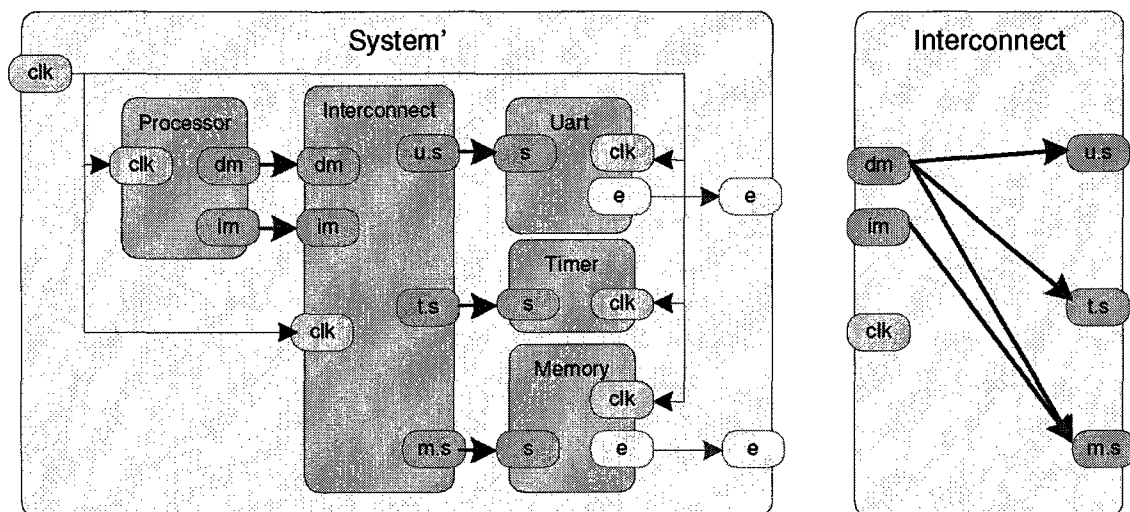 System’
clk
Processor
clk
dm
im
Interconnect
dm
im
clk
u.s
t.s
m.s
Uart
s
clk
e
e
Timer
s
clk
Memory
clk
s
e
e
Interconnect
dm
im
clk
u.s
t.s
m.s